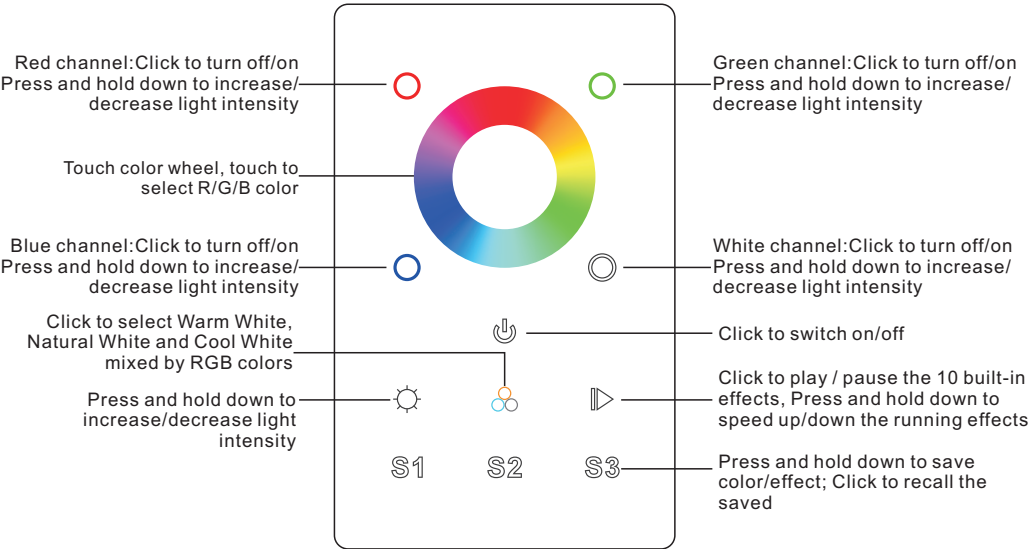 Red channel:Click to turn off/on
Press and hold down to increase/
decrease light intensity
Green channel:Click to turn off/on
Press and hold down to increase/
decrease light intensity
Touch color wheel, touch to
select R/G/B color
Blue channel:Click to turn off/on
Press and hold down to increase/
decrease light intensity
White channel:Click to turn off/on
Press and hold down to increase/
decrease light intensity
Click to select Warm White,
Natural White and Cool White
mixed by RGB colors
Click to switch on/off
Press and hold down to
increase/decrease light
intensity
Click to play / pause the 10 built-in
effects, Press and hold down to
speed up/down the running effects
S1 S2 S3
Press and hold down to save
color/effect; Click to recall the
saved